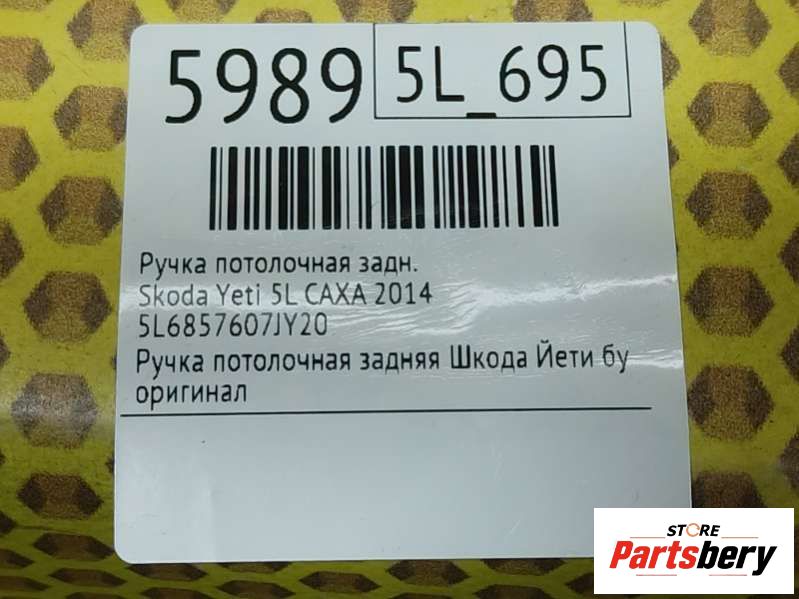 5989 5L_695
Ручка потолочная задн.
Skoda Yeti 5L CAXA 2014
5L6857607JY20
Ручка потолочная задняя Шкода Йети бу
оригинал
STORE
Partsbery